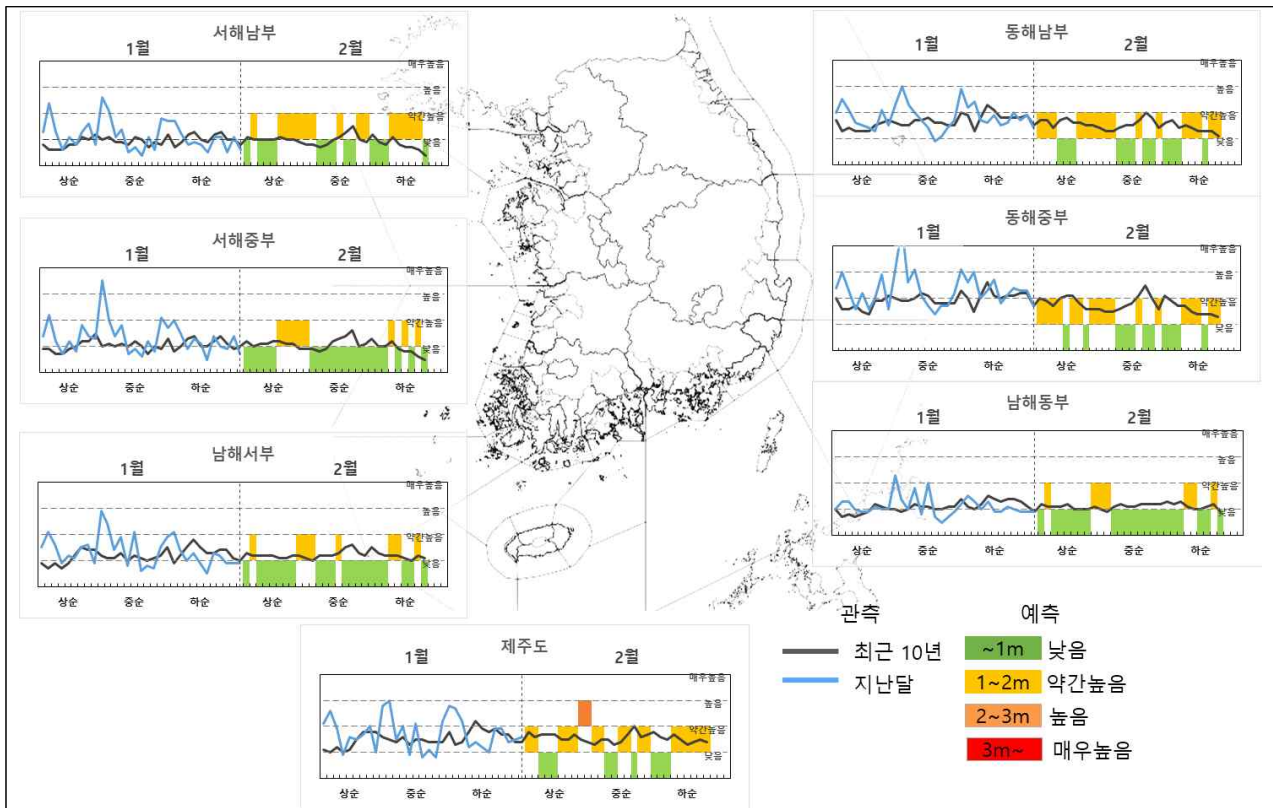 서해남부
1월 2월
매우높음
높음
약간높음
낮음
상순 중순 하순 상순 중순 하순
동해남부
1월 2월
매우높음
높음
약간높음
낮음
상순 중순 하순 상순 중순 하순
서해중부
1월 2월
매우높음
높음
약간높음
낮음
상순 중순 하순 상순 중순 하순
동해중부
1월 2월
매우높음
높음
약간높음
낮음
상순 중순 하순 상순 중순 하순
남해서부
1월 2월
매우높음
높음
약간높음
낮음
상순 중순 하순 상순 중순 하순
남해동부
1월 2월
매우높음
높음
약간높음
낮음
상순 중순 하순 상순 중순 하순
제주도
1월 2월
매우높음
높음
약간높음
낮음
상순 중순 하순 상순 중순 하순
관측 예측
최근 10년 ~1m 낮음
지난달 1~2m 약간높음
2~3m 높음
3m~ 매우높음